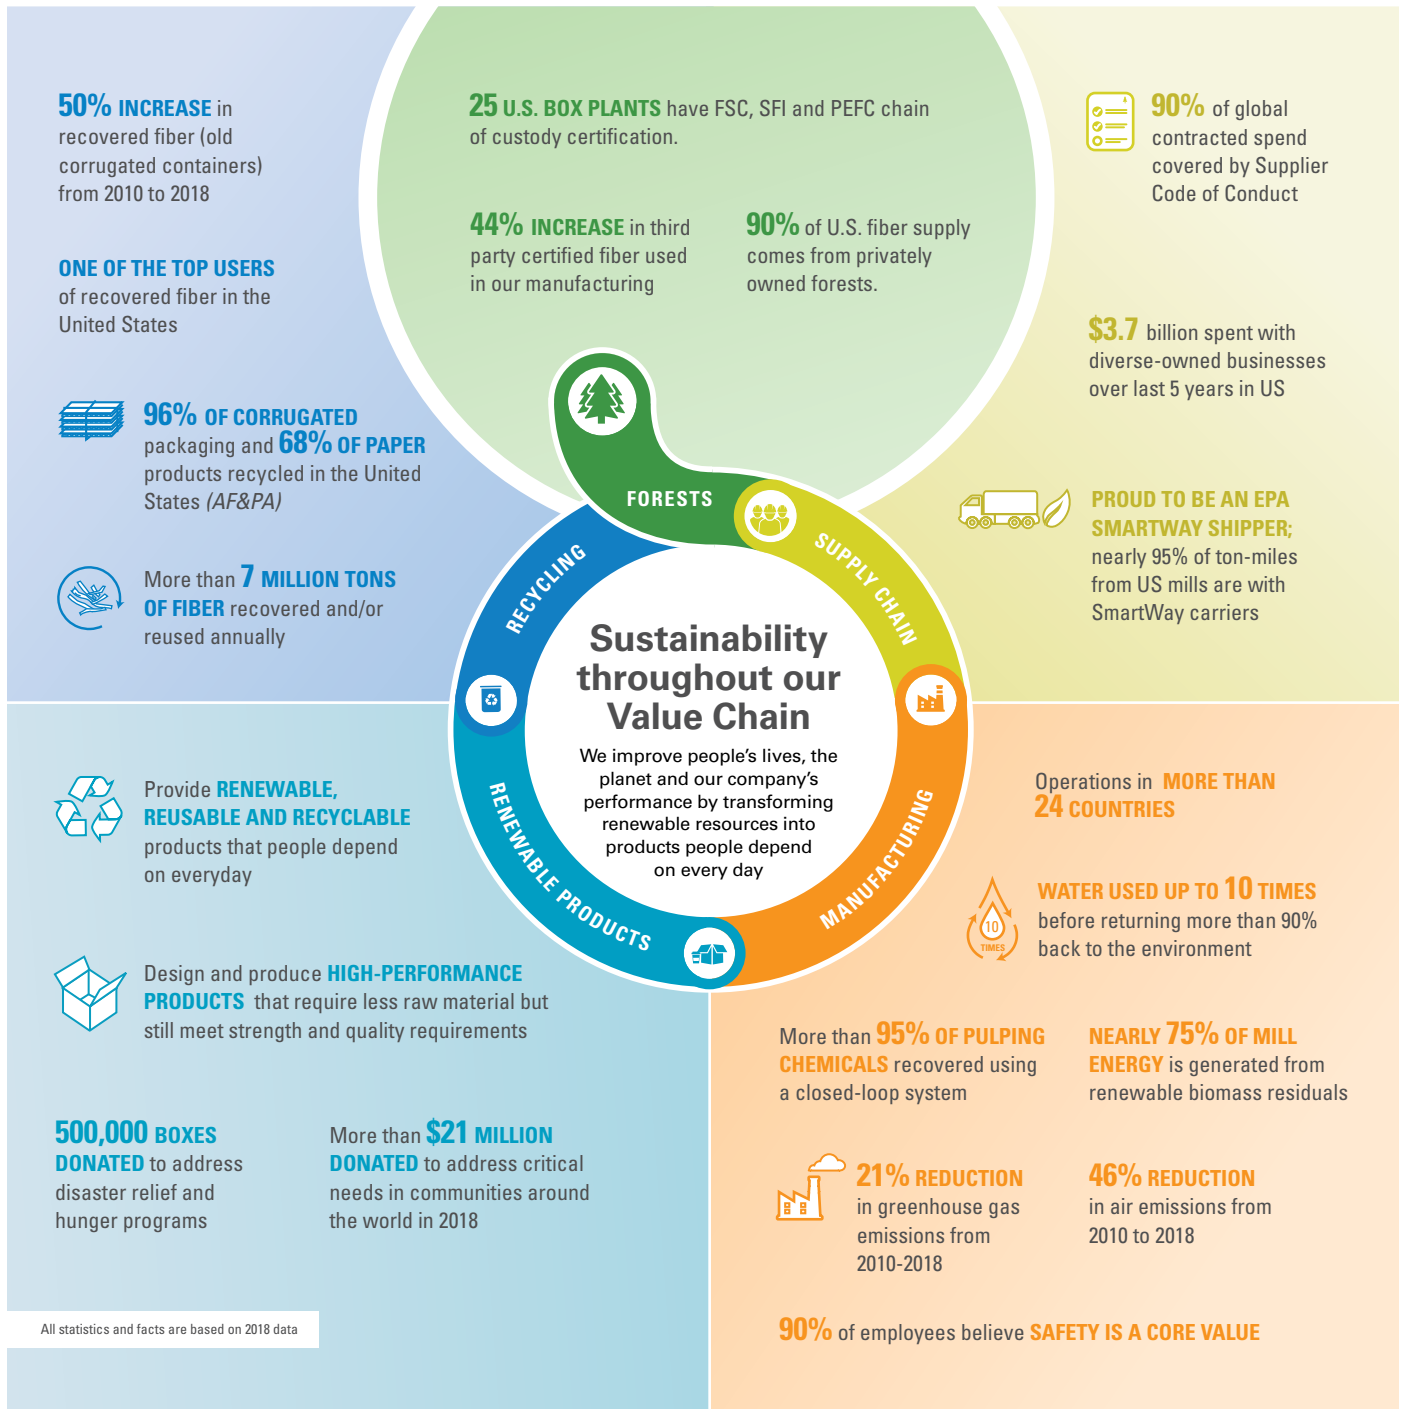 50% INCREASE in
recovered fiber (old
corrugated containers)
from 2010 to 2018
ONE OF THE TOP USERS
of recovered fiber in the
United States
96% OF CORRUGATED
packaging and 68% OF PAPER
products recycled in the United
States (AF&PA)
More than 7 MILLION TONS
OF FIBER recovered and/or
reused annually
25 U.S. BOX PLANTS have FSC, SFI and PEFC chain
of custody certification.
44% INCREASE in third
party certified fiber used
in our manufacturing
90% of U.S. fiber supply
comes from privately
owned forests.
90% of global
contracted spend
covered by Supplier
Code of Conduct
$3.7 billion spent with
diverse-owned businesses
over last 5 years in US
PROUD TO BE AN EPA
SMARTWAY SHIPPER;
nearly 95% of ton-miles
from US mills are with
SmartWay carriers
FORESTS
SUPPLY CHAIN
MANUFACTURING
RENEWABLE PRODUCTS
RECYCLING
Sustainability
throughout our
Value Chain
We improve people's lives, the
planet and our company's
performance by transforming
renewable resources into
products people depend
on every day
Provide RENEWABLE,
REUSABLE AND RECYCLABLE
products that people depend
on everyday
Design and produce HIGH-PERFORMANCE
PRODUCTS that require less raw material but
still meet strength and quality requirements
500,000 BOXES
DONATED to address
disaster relief and
hunger programs
More than $21 MILLION
DONATED to address critical
needs in communities around
the world in 2018
Operations in MORE THAN
24 COUNTRIES
10
TIMES
WATER USED UP TO 10 TIMES
before returning more than 90%
back to the environment
More than 95% OF PULPING
CHEMICALS recovered using
a closed-loop system
NEARLY 75% OF MILL
ENERGY is generated from
renewable biomass residuals
21% REDUCTION
in greenhouse gas
emissions from
2010-2018
46% REDUCTION
in air emissions from
2010 to 2018
90% of employees believe SAFETY IS A CORE VALUE
All statistics and facts are based on 2018 data